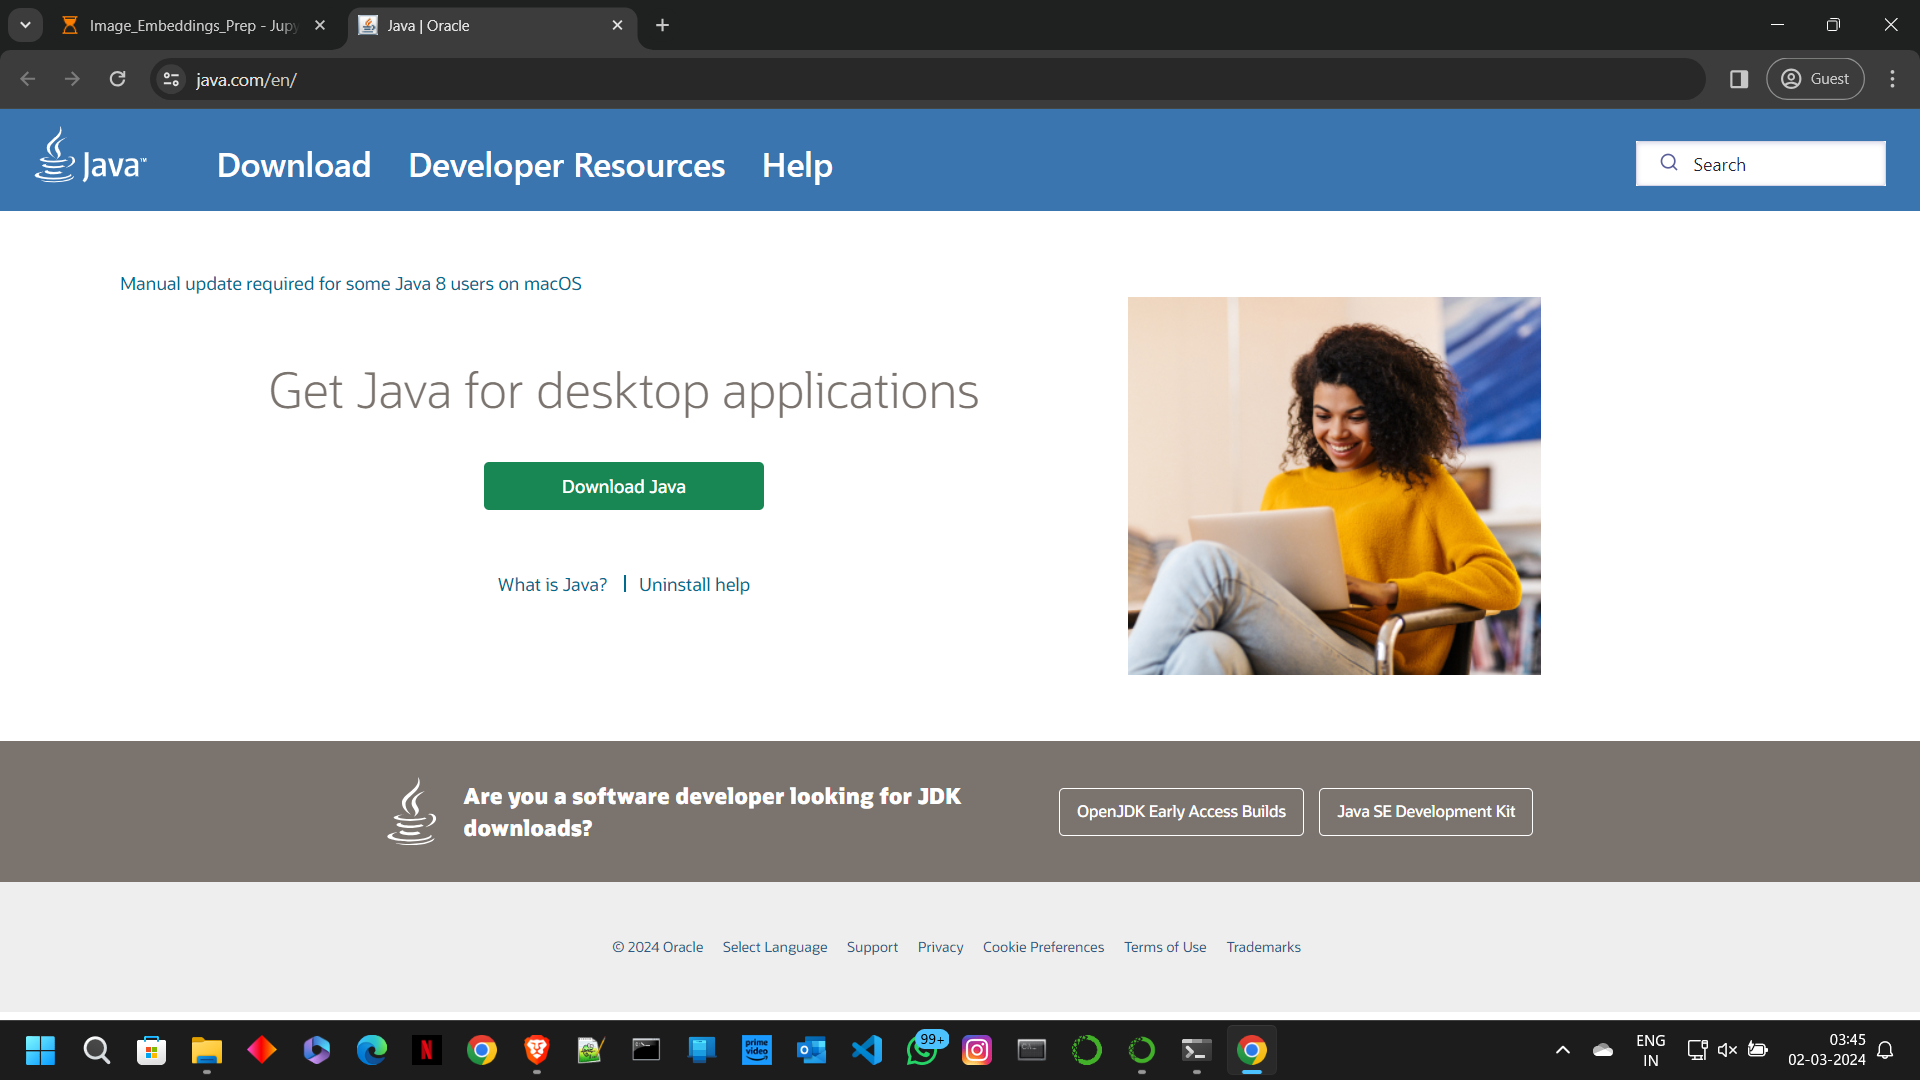 Image_Embeddings_Prep - Jupy
Java | Oracle
java.com/en/
Guest
Java™
Download
Developer Resources
Help
Search
Manual update required for some Java 8 users on macOS
Get Java for desktop applications
Download Java
What is Java?
Uninstall help
Are you a software developer looking for JDK
downloads?
OpenJDK Early Access Builds
Java SE Development Kit
© 2024 Oracle
Select Language
Support
Privacy
Cookie Preferences
Terms of Use
Trademarks
N
prime
video
99+
ENG
IN
03:45
02-03-2024